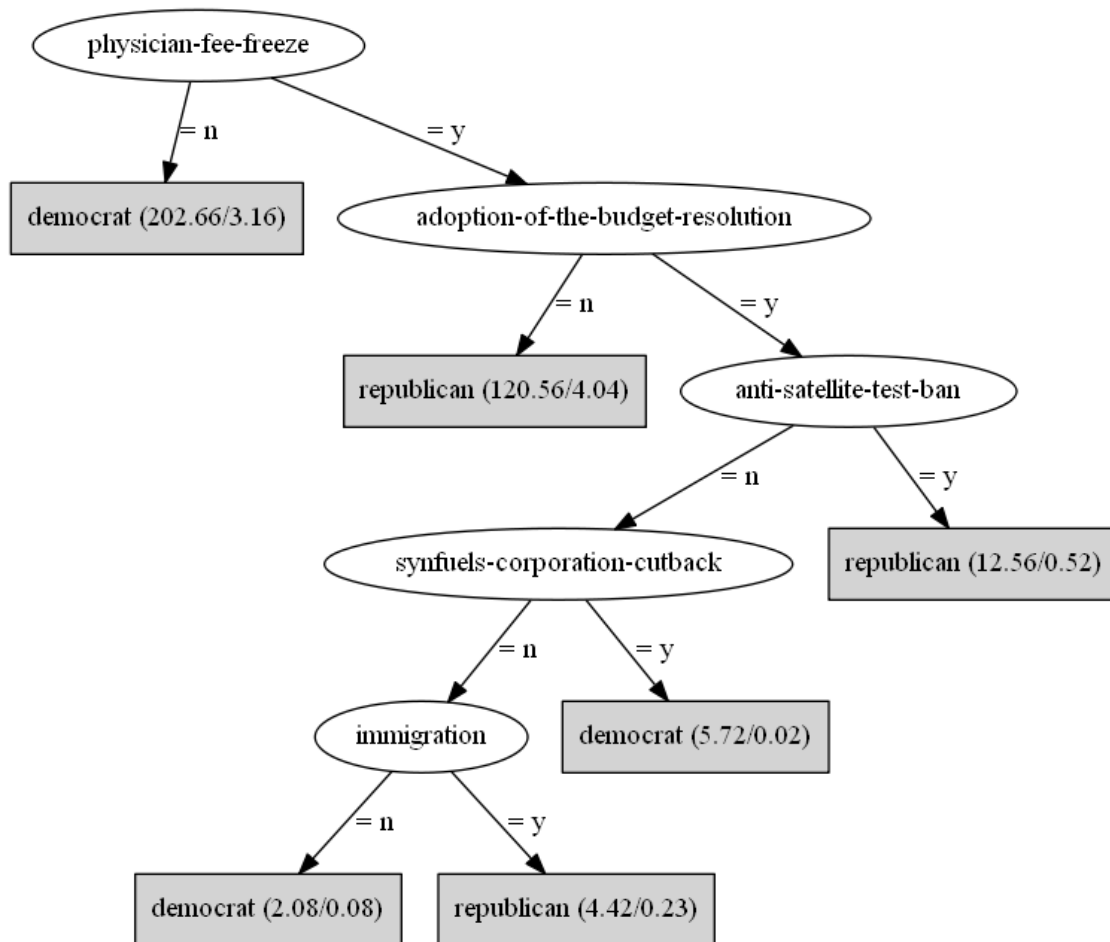 physician-fee-freeze
= n
= y
democrat (202.66/3.16)
adoption-of-the-budget-resolution
= n
= y
republican (120.56/4.04)
anti-satellite-test-ban
= n
= y
synfuels-corporation-cutback
republican (12.56/0.52)
= n
= y
immigration
democrat (5.72/0.02)
= n
= y
democrat (2.08/0.08)
republican (4.42/0.23)